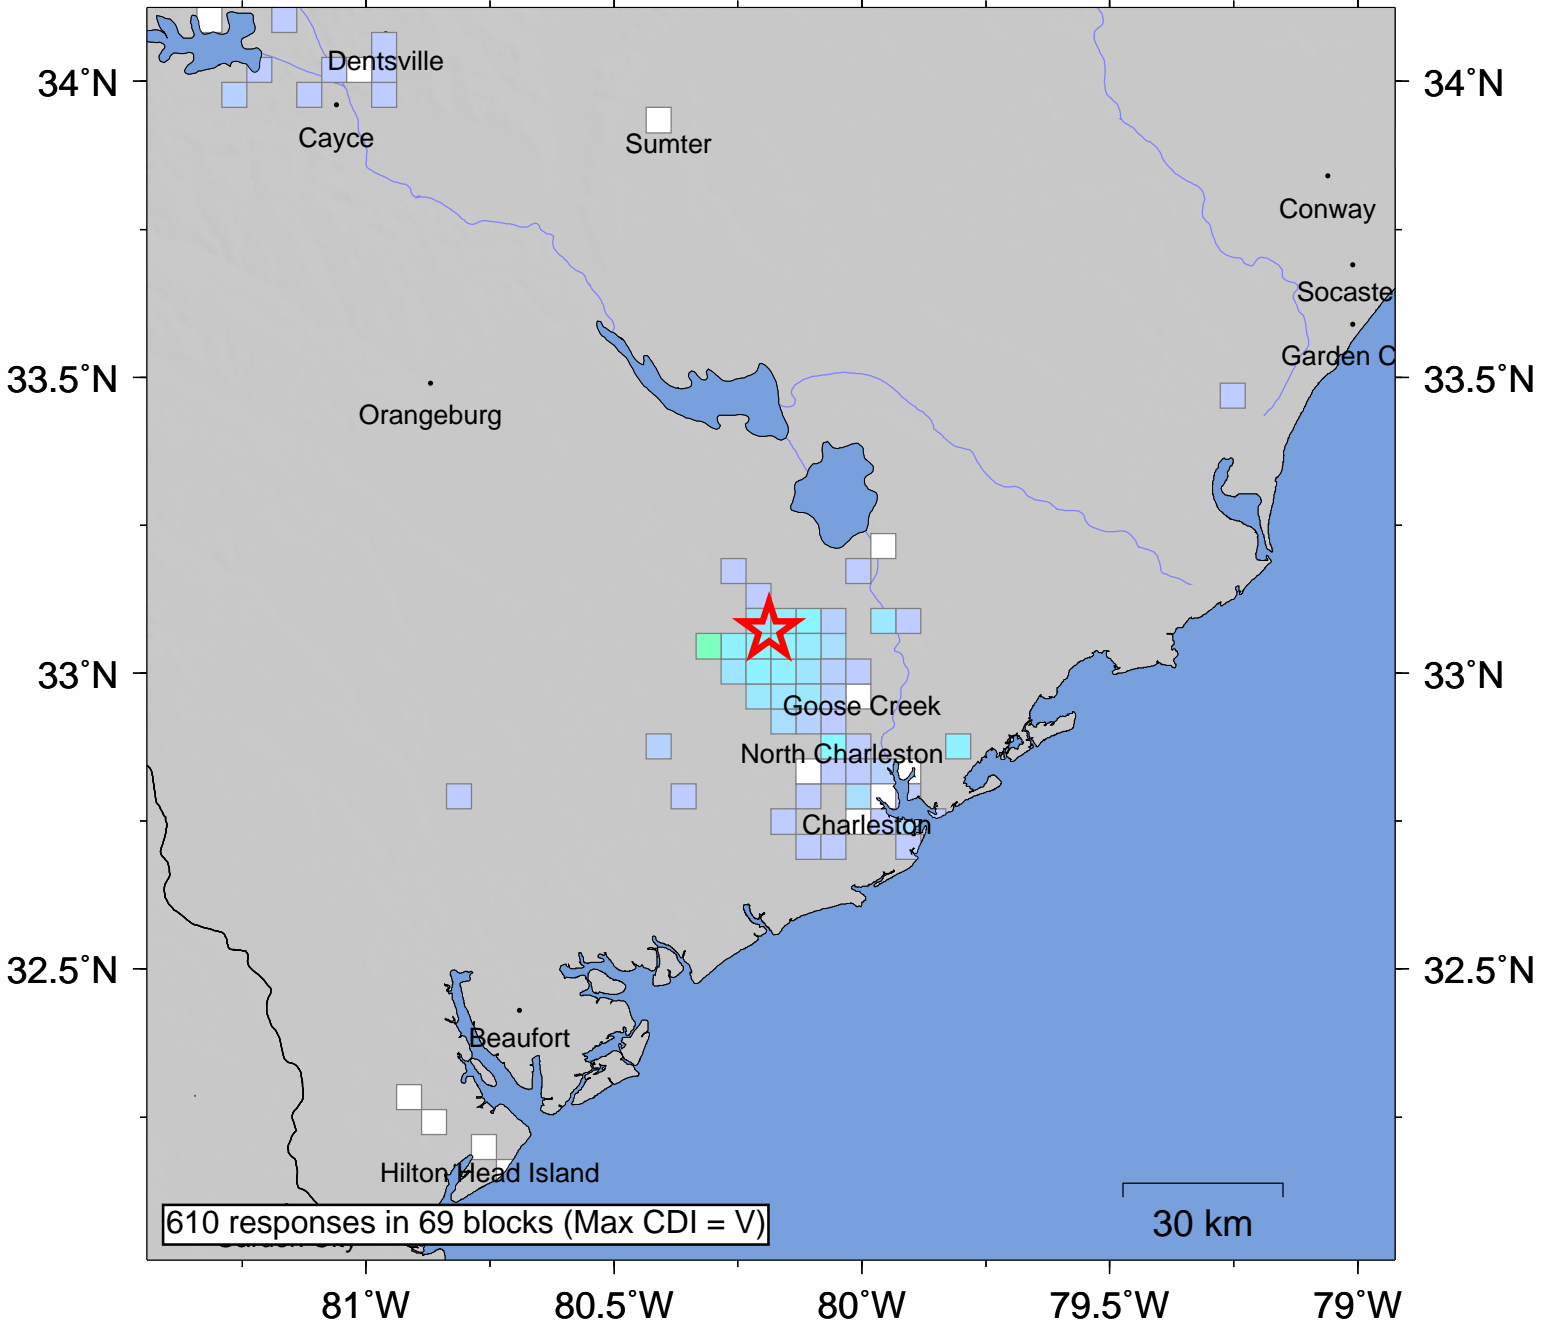 Dentsville
34˚N
34˚N
Cayce
Sumter
Conway
Socaste
Garden C
33.5˚N
33.5˚N
Orangeburg
33˚N
33˚N
Goose Creek
North Charleston
Charleston
32.5˚N
32.5˚N
Beaufort
Hilton Head Island
610 responses in 69 blocks (Max CDI = V)
30 km
81˚W
80.5˚W
80˚W
79.5˚W
79˚W